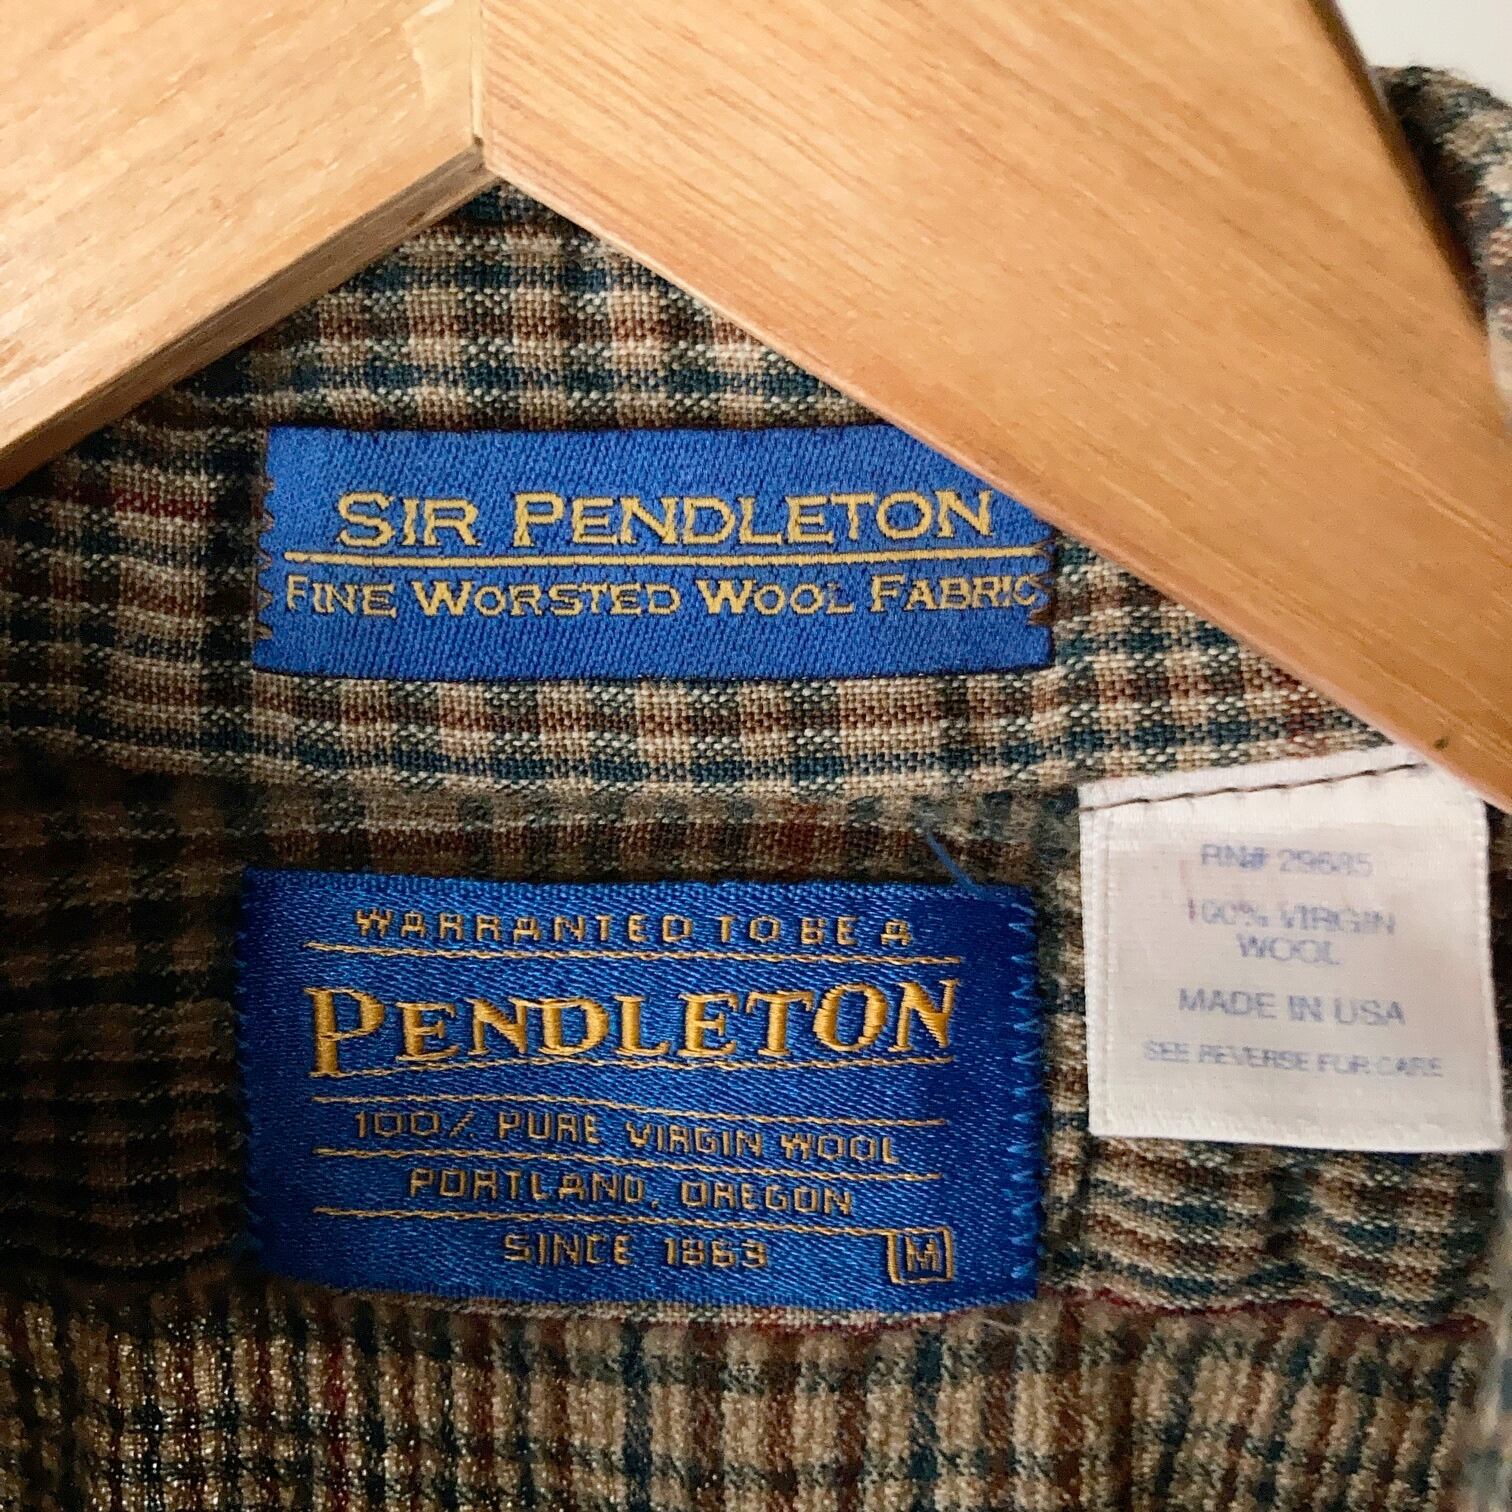 SIR PENDLETON
FINE WORSTED WOOL FABRIC
WARRANTED TO BE A
PENDLETON
100% PURE VIRGIN WOOL
PORTLAND, OREGON
SINCE 1863
M
RN# 29685
100% VIRGIN
WOOL
MADE IN USA
SEE REVERSE FOR CARE